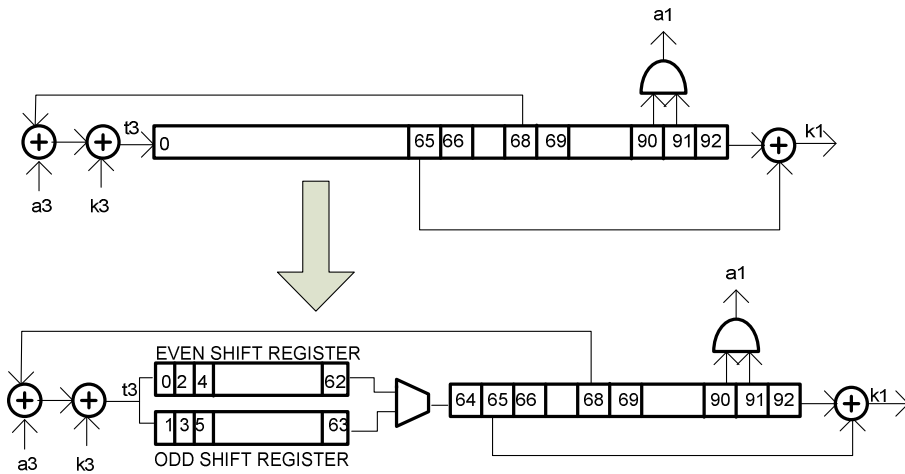 a1
t3
0
65 66 68 69 90 91 92
k1
a3
k3
a1
EVEN SHIFT REGISTER
t3
0 2 4 62
64 65 66 68 69 90 91 92
k1
1 3 5 63
a3
k3
ODD SHIFT REGISTER